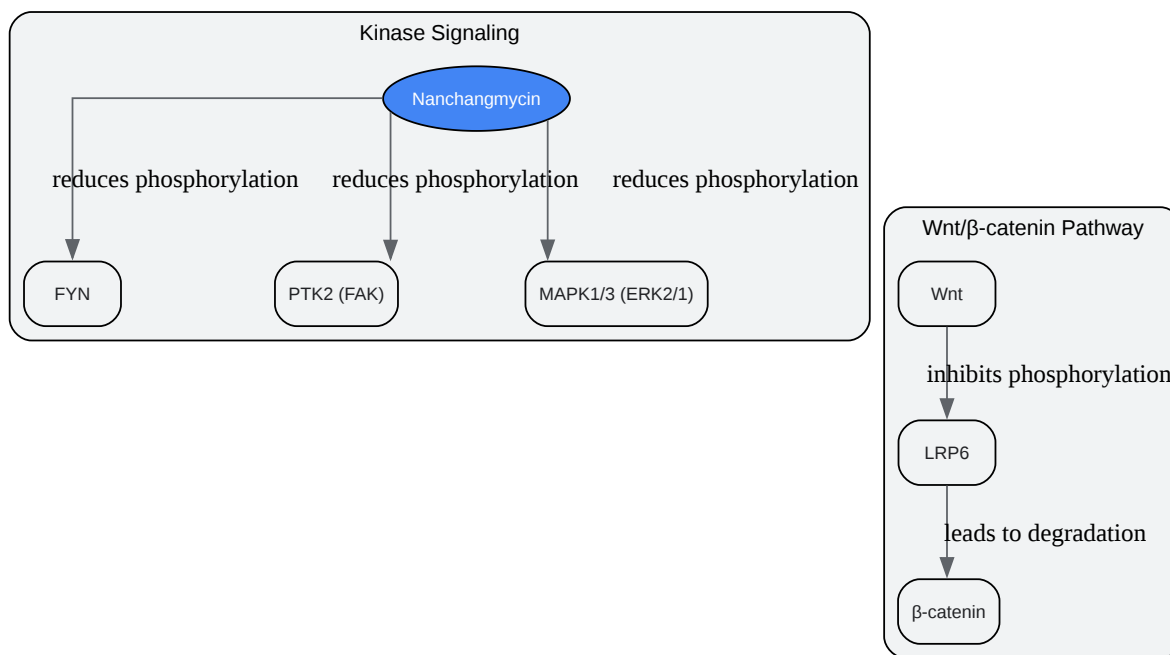 Kinase Signaling
Nanchangmycin
reduces phosphorylation
reduces phosphorylation
reduces phosphorylation
FYN
PTK2 (FAK)
MAPK1/3 (ERK2/1)
Wnt/β-catenin Pathway
Wnt
inhibits phosphorylation
LRP6
leads to degradation
β-catenin